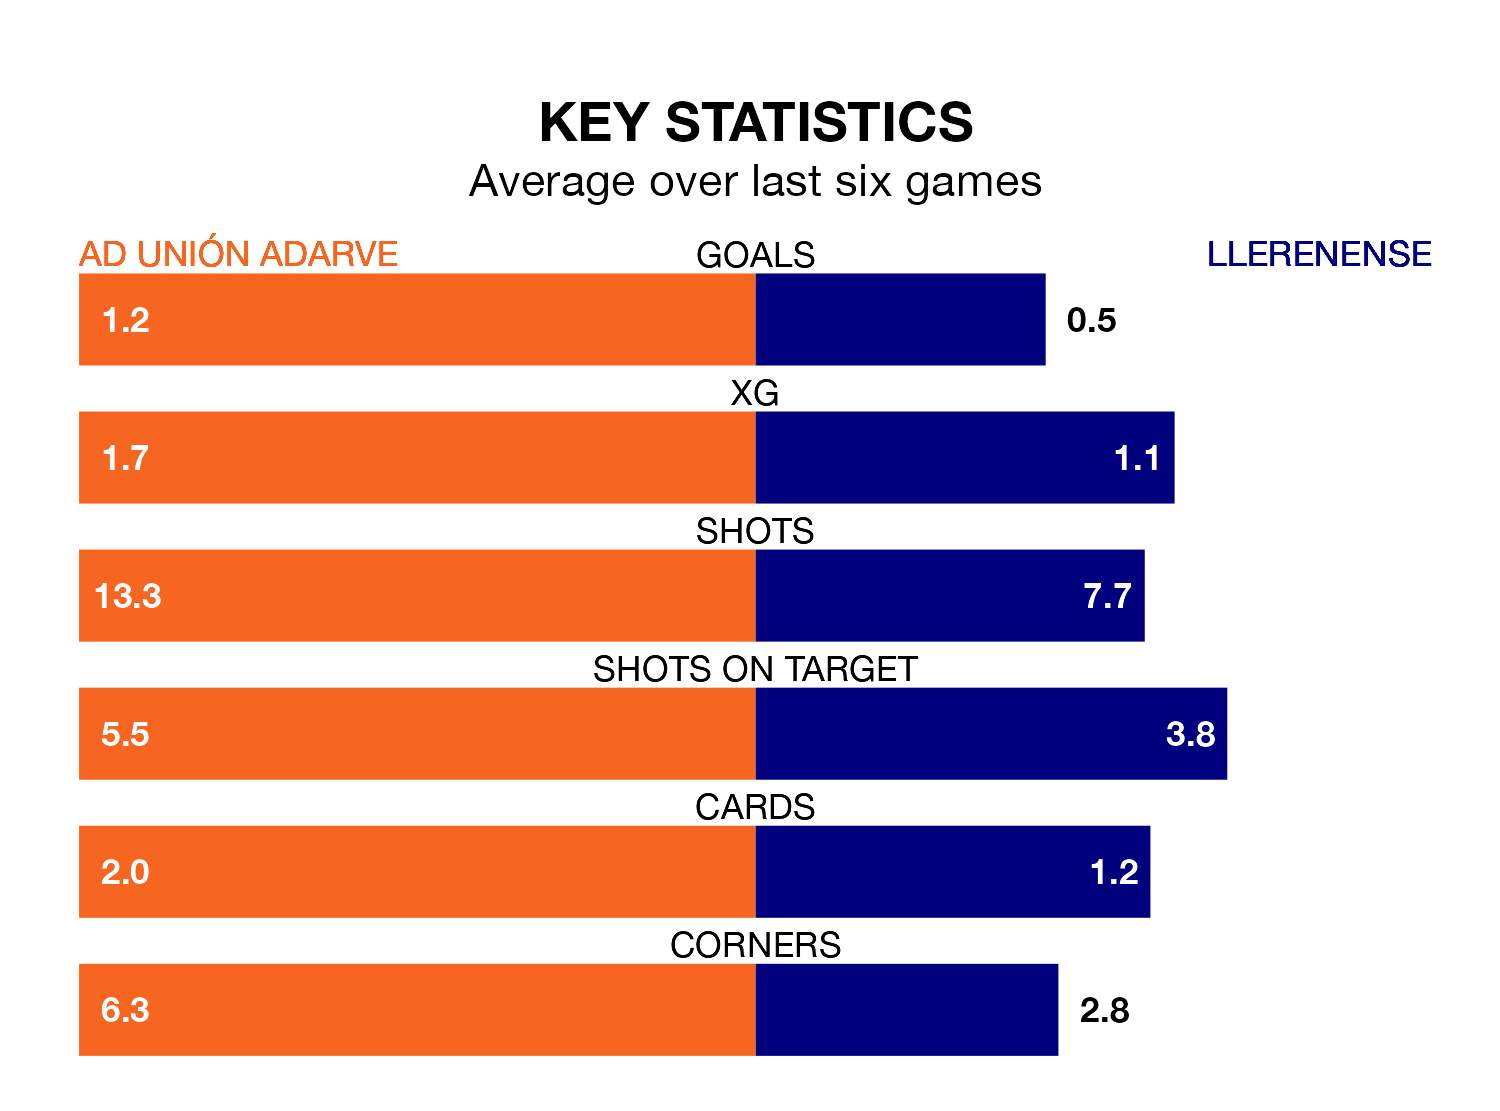 KEY STATISTICS
Average over last six games
AD UNIÓN ADARVE GOALS LLERENENSE
1.2 0.5
XG
1.7 1.1
SHOTS
13.3 7.7
SHOTS ON TARGET
5.5 3.8
CARDS
2.0 1.2
CORNERS
6.3 2.8